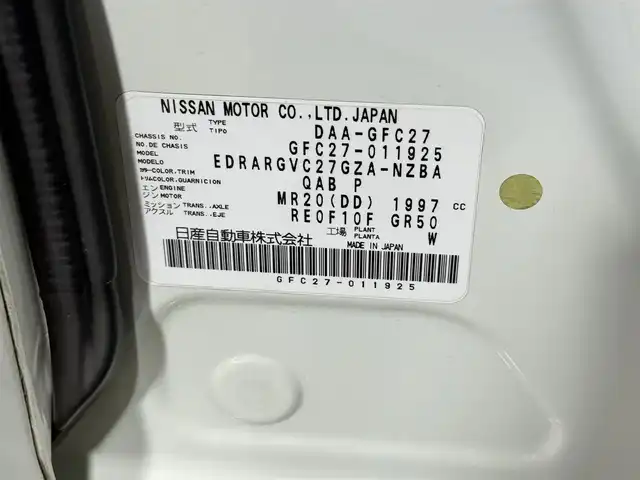 NISSAN MOTOR CO.,LTD.JAPAN
型式 TYPE TIPO DAA-GFC27
CHASSIS NO. NO. DE CHASIS GFC27-011925
MODEL MODELO EDRARGVC27GZA-NZBA
カラー COLOR,TRIM トリム COLOR,GUARNICION QAB P
エンジン ENGINE MOTOR MR20(DD) 1997 cc
ミッション TRANS.,AXLE アクスル TRANS.,EJE RE0F10F GR50
日産自動車株式会社 工場 PLANT PLANTA W
MADE IN JAPAN
GFC27-011925